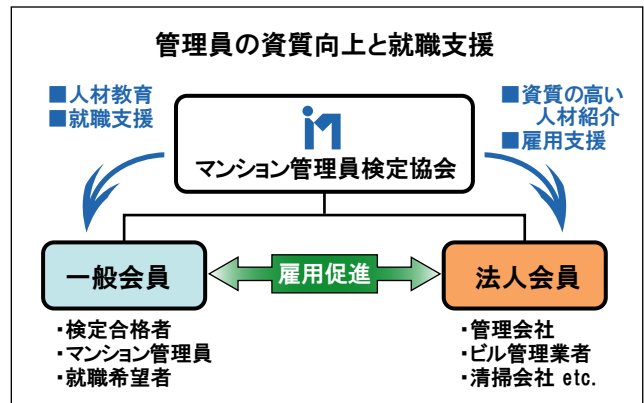 管理員の資質向上と就職支援
■人材教育
■就職支援
■資質の高い
人材紹介
■雇用支援
マンション管理員検定協会
一般会員
雇用促進
法人会員
・検定合格者
・マンション管理員
・就職希望者
・管理会社
・ビル管理業者
・清掃会社 etc.